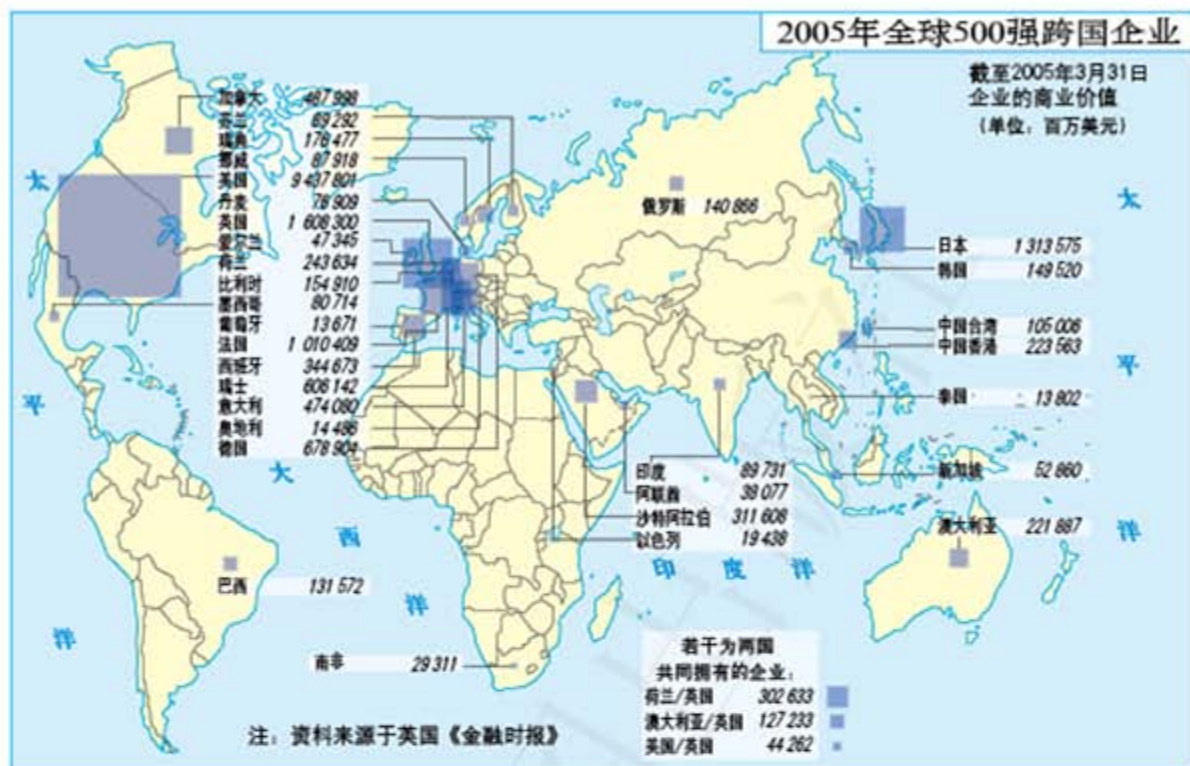 2005年全球500强跨国企业
截至2005年3月31日
企业的商业价值
(单位：百万美元)
加拿大 487 998
芬兰 69 292
瑞典 176 477
挪威 87 918
美国 9 437 801
丹麦 76 909
英国 1 608 300
爱尔兰 47 345
荷兰 243 634
比利时 154 910
墨西哥 80 714
葡萄牙 13 671
法国 1 010 409
西班牙 344 673
瑞士 606 142
意大利 474 080
奥地利 14 486
德国 678 904
俄罗斯 140 866
日本 1 313 575
韩国 149 520
中国台湾 105 006
中国香港 223 563
泰国 13 802
新加坡 52 860
澳大利亚 221 887
印度 89 731
阿联酋 38 077
沙特阿拉伯 311 608
以色列 19 438
巴西 131 572
南非 29 311
太平洋
大西洋
印度洋
太平洋
若干为两国
共同拥有的企业：
荷兰/英国 302 633
澳大利亚/英国 127 233
美国/英国 44 262
注：资料来源于英国《金融时报》